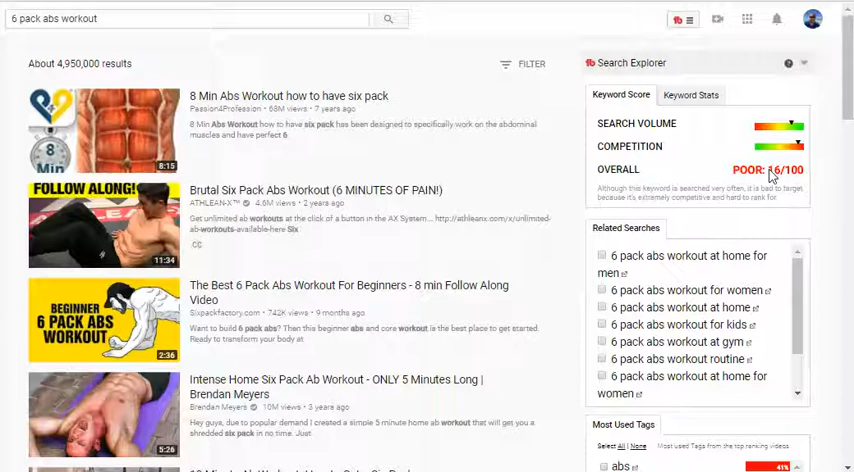 6 pack abs workout
tb
About 4,950,000 results
FILTER
8 Min
8:15
8 Min Abs Workout how to have six pack
Passion4Profession • 68M views • 7 years ago
8 Min Abs Workout how to have six pack has been designed to specifically work on the abdominal
muscles and have perfect 6
FOLLOW ALONG!
11:34
Brutal Six Pack Abs Workout (6 MINUTES OF PAIN!)
ATHLEAN-X • 4.6M views • 2 years ago
Get unlimited ab workouts at the click of a button in the AX System... http://athleanx.com/x/unlimited-
ab-workouts-available-here Six
CC
BEGINNER
6 PACK ABS
WORKOUT
2:36
The Best 6 Pack Abs Workout For Beginners - 8 min Follow Along
Video
Sixpackfactory.com • 742K views • 9 months ago
Want to build 6 pack abs? Then this beginner abs and core workout is the best place to get started.
Ready to transform your body at
5:26
Intense Home Six Pack Ab Workout - ONLY 5 Minutes Long |
Brendan Meyers
Brendan Meyers • 10M views • 3 years ago
Hey guys, due to popular demand I created a simple 5 minute home ab workout that will get you a
shredded six pack in no time. Just
tb Search Explorer
Keyword Score
Keyword Stats
SEARCH VOLUME
COMPETITION
OVERALL
POOR: 16/100
Although this keyword is searched very often, it is bad to target,
because it's extremely competitive and hard to rank for.
Related Searches
6 pack abs workout at home for
men
6 pack abs workout for women
6 pack abs workout at home
6 pack abs workout for kids
6 pack abs workout at gym
6 pack abs workout routine
6 pack abs workout at home for
women
Most Used Tags
Select: All | None
Most used Tags from the top ranking videos
abs
41%